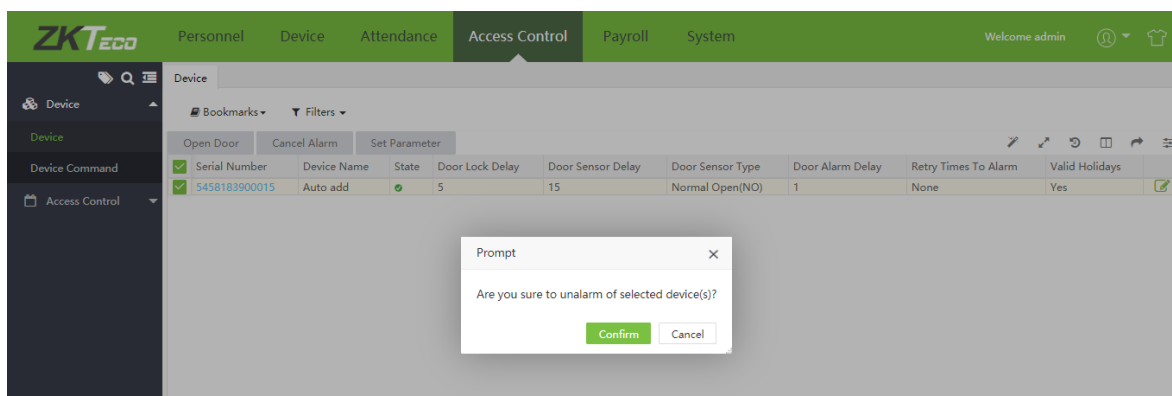 ZKTECO Personnel Device Attendance Access Control Payroll System Welcome admin
Device
Device
Bookmarks Filters
Device
Open Door Cancel Alarm Set Parameter
Device Command
Serial Number Device Name State Door Lock Delay Door Sensor Delay Door Sensor Type Door Alarm Delay Retry Times To Alarm Valid Holidays
5458183900015 Auto add 5 15 Normal Open(NO) 1 None Yes
Access Control
Prompt
Are you sure to unalarm of selected device(s)?
Confirm Cancel